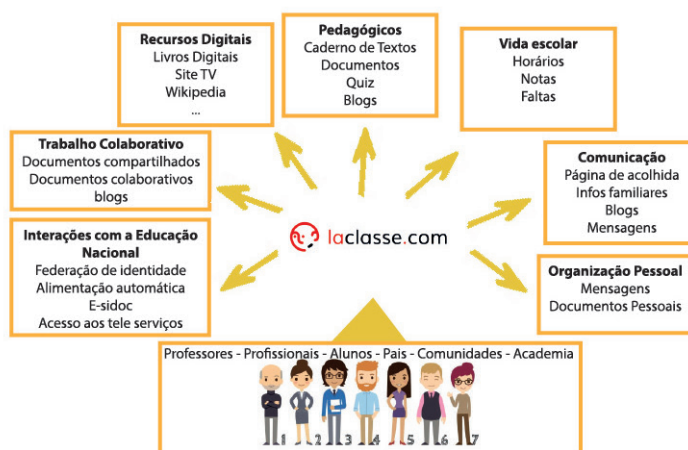 Recursos Digitais
Livros Digitais
Site TV
Wikipedia
...
Pedagógicos
Caderno de Textos
Documentos
Quiz
Blogs
Vida escolar
Horários
Notas
Faltas
Trabalho Colaborativo
Documentos compartilhados
Documentos colaborativos
blogs
Comunicação
Página de acolhida
Infos familiares
Blogs
Mensagens
laclasse.com
Interações com a Educação
Nacional
Federação de identidade
Alimentação automática
E-sidoc
Acesso aos tele serviços
Organização Pessoal
Mensagens
Documentos Pessoais
Professores - Profissionais - Alunos - Pais - Comunidades - Academia
1 2 3 4 5 6 7